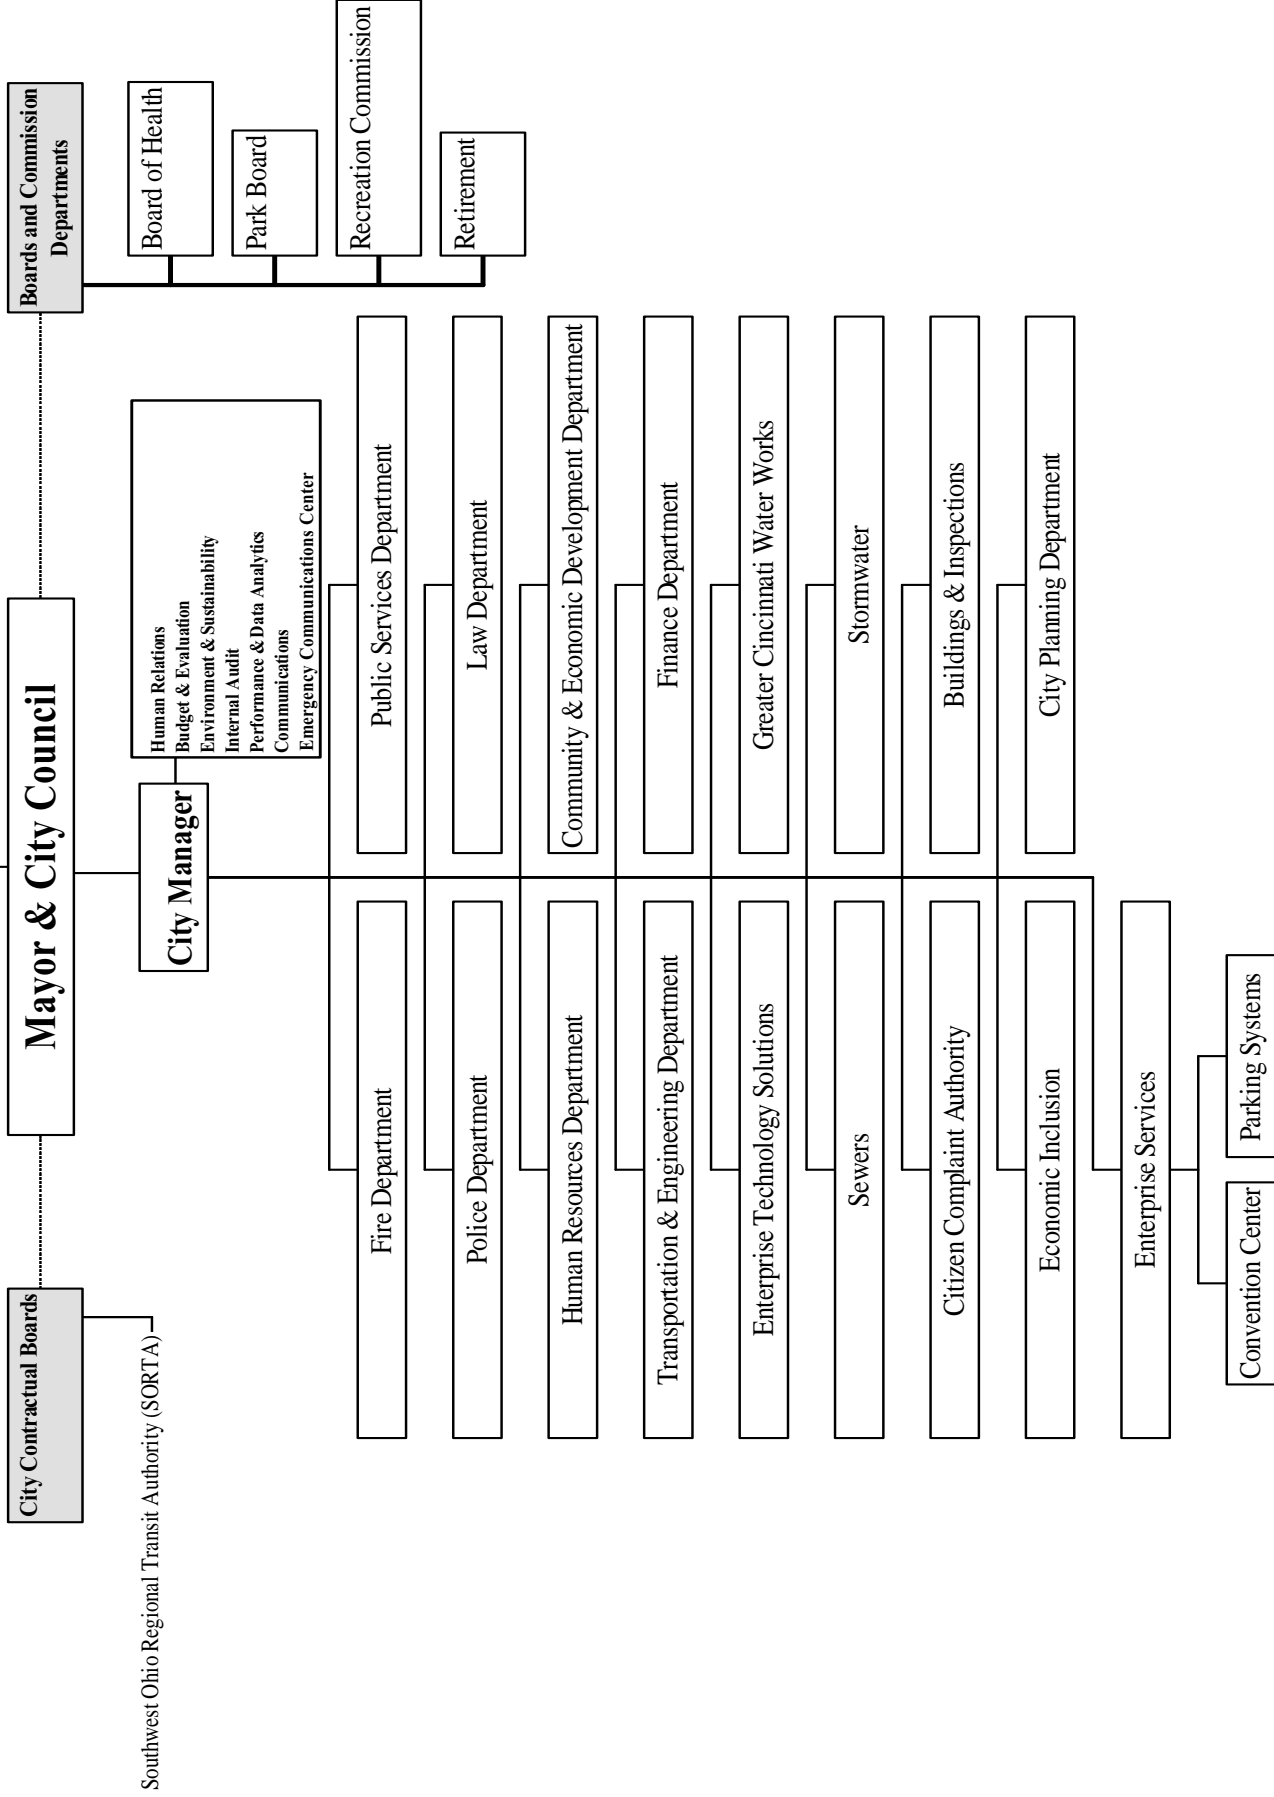 City Contractual Boards
Mayor & City Council
Boards and Commission
Departments
Southwest Ohio Regional Transit Authority (SORTA)
City Manager
Human Relations
Budget & Evaluation
Environment & Sustainability
Internal Audit
Performance & Data Analytics
Communications
Emergency Communications Center
Board of Health
Park Board
Recreation Commission
Retirement
Fire Department
Public Services Department
Police Department
Law Department
Human Resources Department
Community & Economic Development Department
Transportation & Engineering Department
Finance Department
Enterprise Technology Solutions
Greater Cincinnati Water Works
Sewers
Stormwater
Citizen Complaint Authority
Buildings & Inspections
Economic Inclusion
City Planning Department
Enterprise Services
Convention Center
Parking Systems